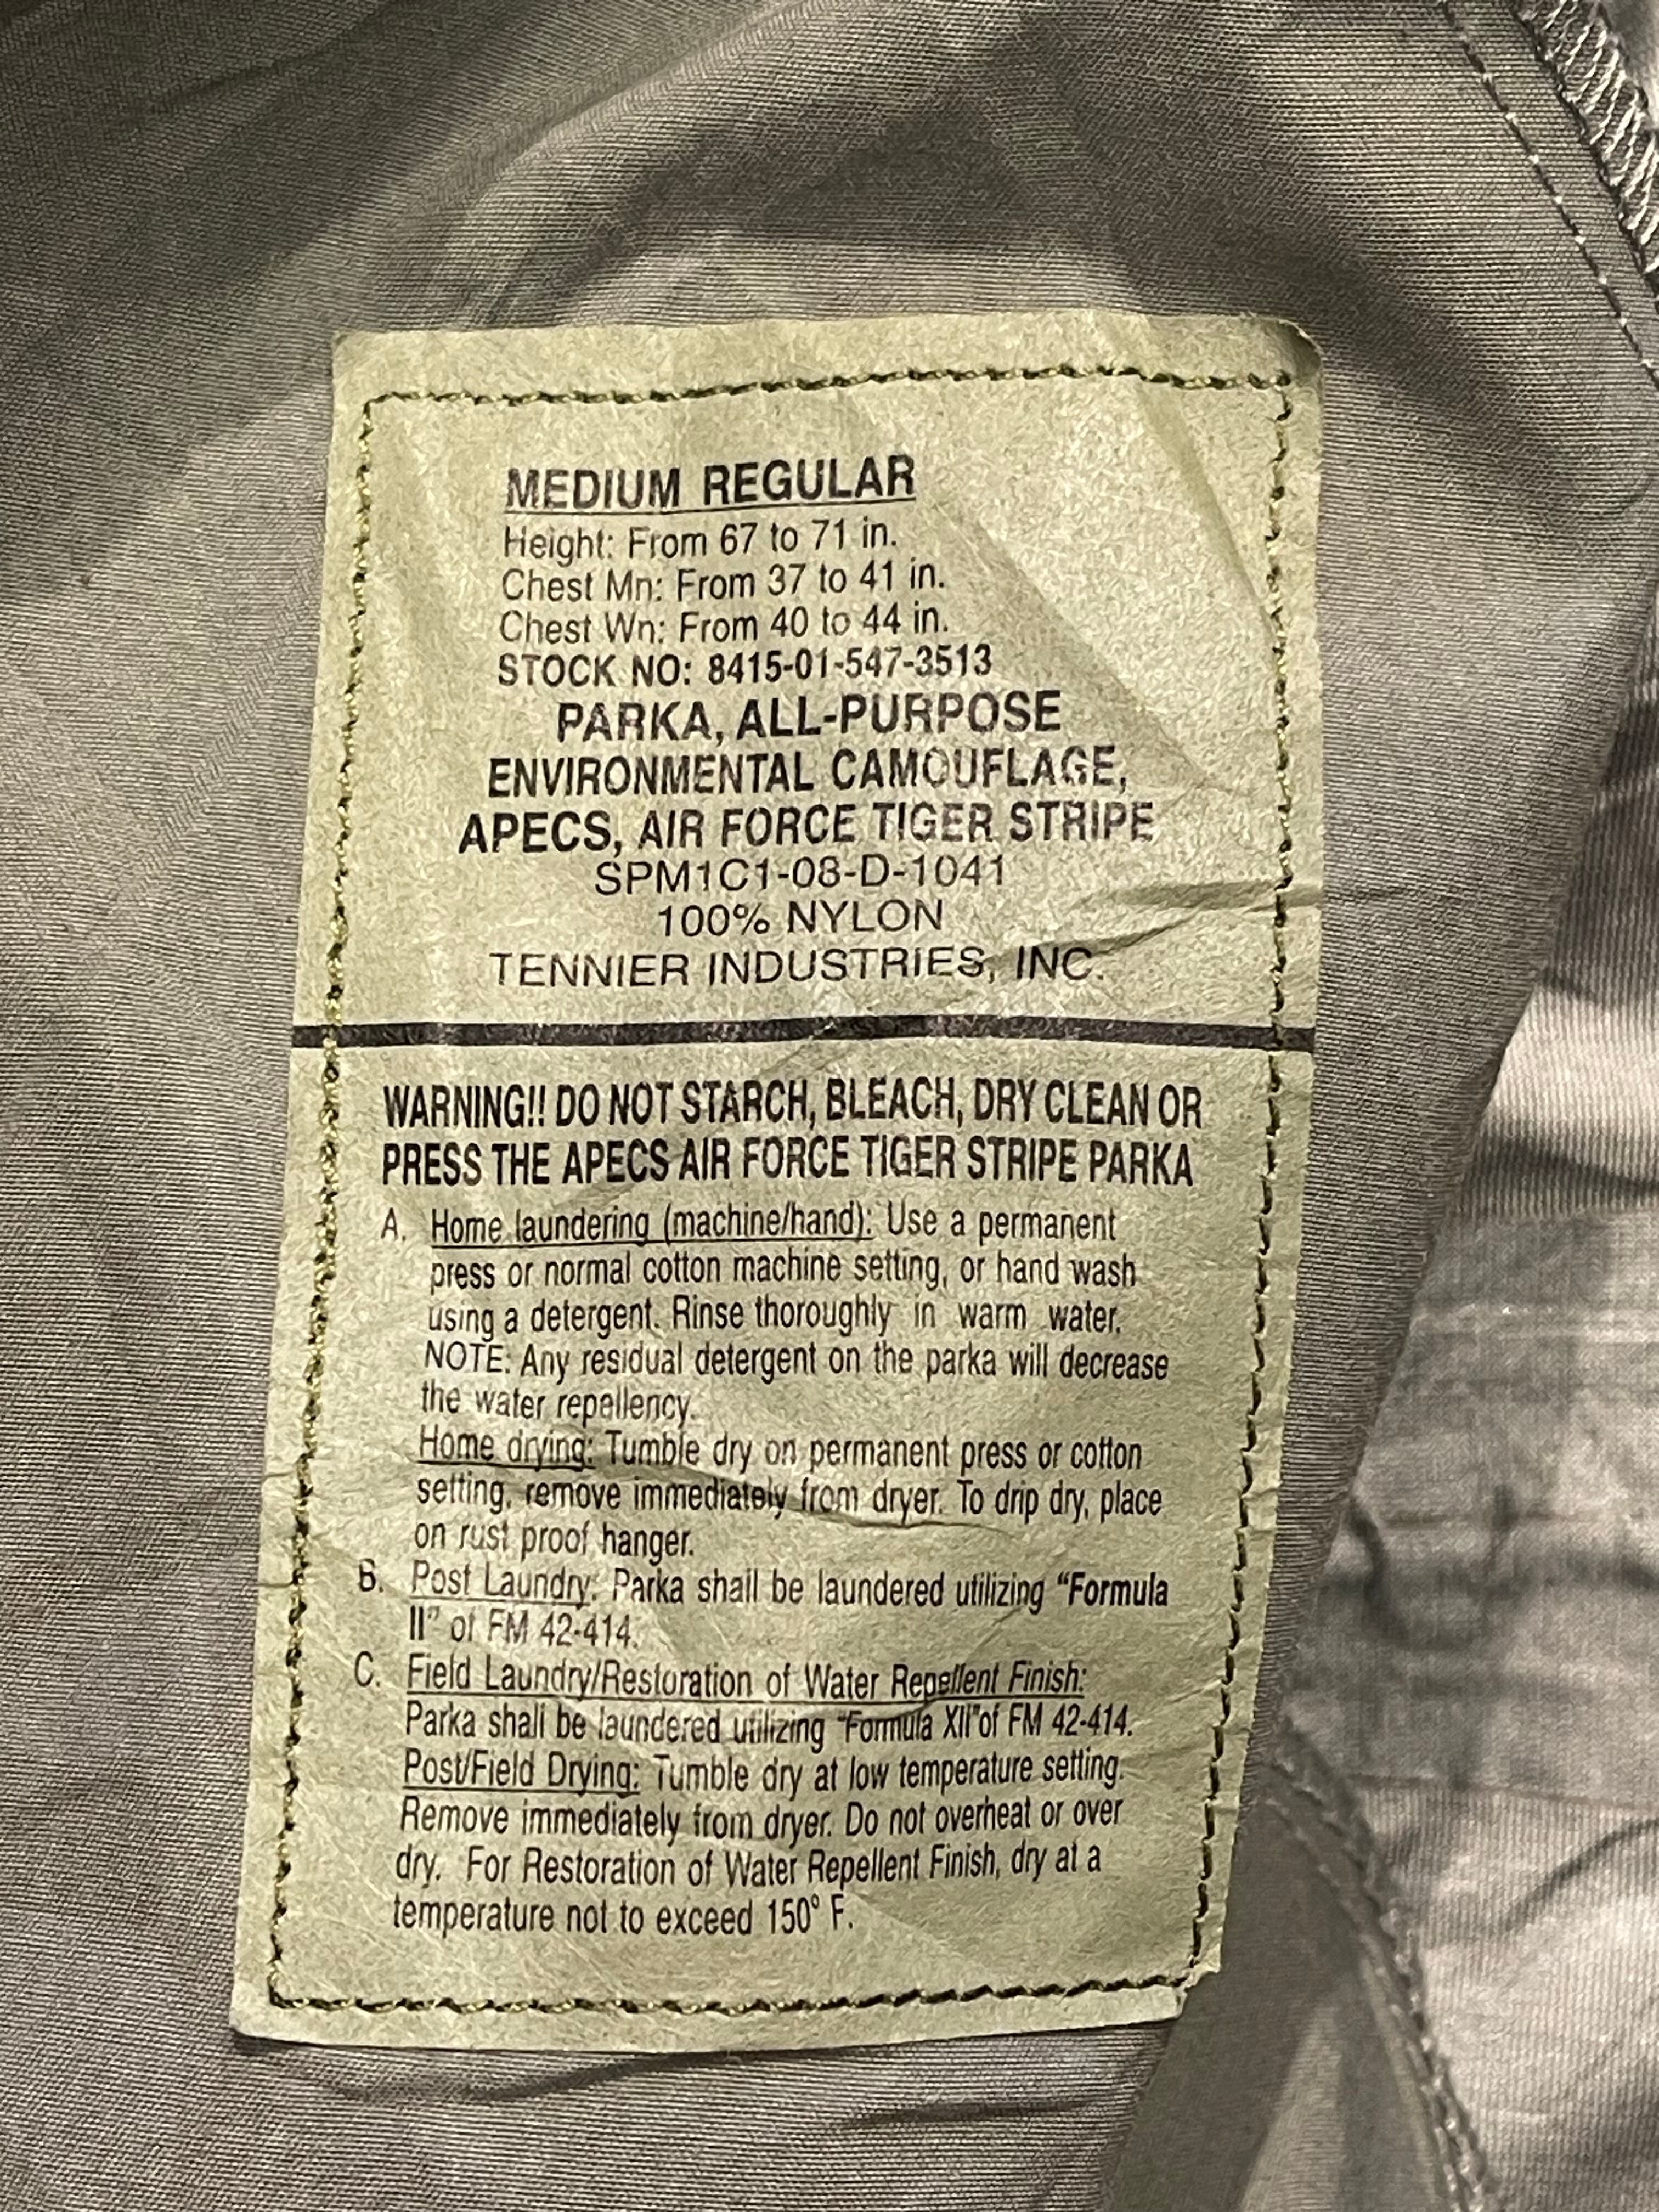 MEDIUM REGULAR
Height: From 67 to 71 in.
Chest Mn: From 37 to 41 in.
Chest Wn: From 40 to 44 in.
STOCK NO: 8415-01-547-3513
PARKA, ALL-PURPOSE
ENVIRONMENTAL CAMOUFLAGE,
APECS, AIR FORCE TIGER STRIPE
SPM1C1-08-D-1041
100% NYLON
TENNIER INDUSTRIES, INC.
WARNING!! DO NOT STARCH, BLEACH, DRY CLEAN OR
PRESS THE APECS AIR FORCE TIGER STRIPE PARKA
A. Home laundering (machine/hand): Use a permanent
press or normal cotton machine setting, or hand wash
using a detergent. Rinse thoroughly in warm water.
NOTE: Any residual detergent on the parka will decrease
the water repellency.
Home drying: Tumble dry on permanent press or cotton
setting, remove immediately from dryer. To drip dry, place
on rust proof hanger.
B. Post Laundry: Parka shall be laundered utilizing “Formula
II” of FM 42-414.
C. Field Laundry/Restoration of Water Repellent Finish:
Parka shall be laundered utilizing “Formula XII”of FM 42-414.
Post/Field Drying: Tumble dry at low temperature setting.
Remove immediately from dryer. Do not overheat or over
dry. For Restoration of Water Repellent Finish, dry at a
temperature not to exceed 150° F.